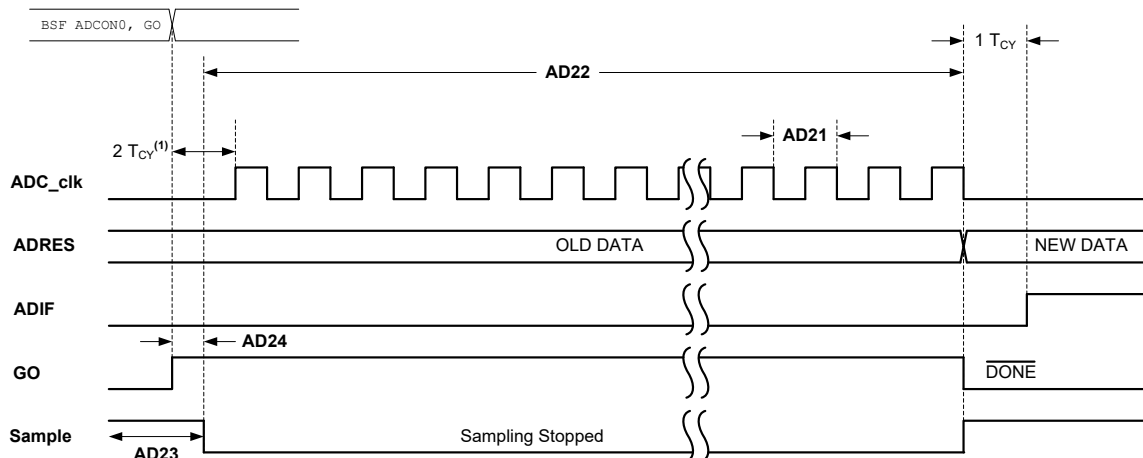 BSF ADCON0, GO
1 TCY
AD22
AD21
2 TCY(1)
ADC_clk
ADRES
OLD DATA
NEW DATA
ADIF
AD24
GO
DONE
Sample
Sampling Stopped
AD23